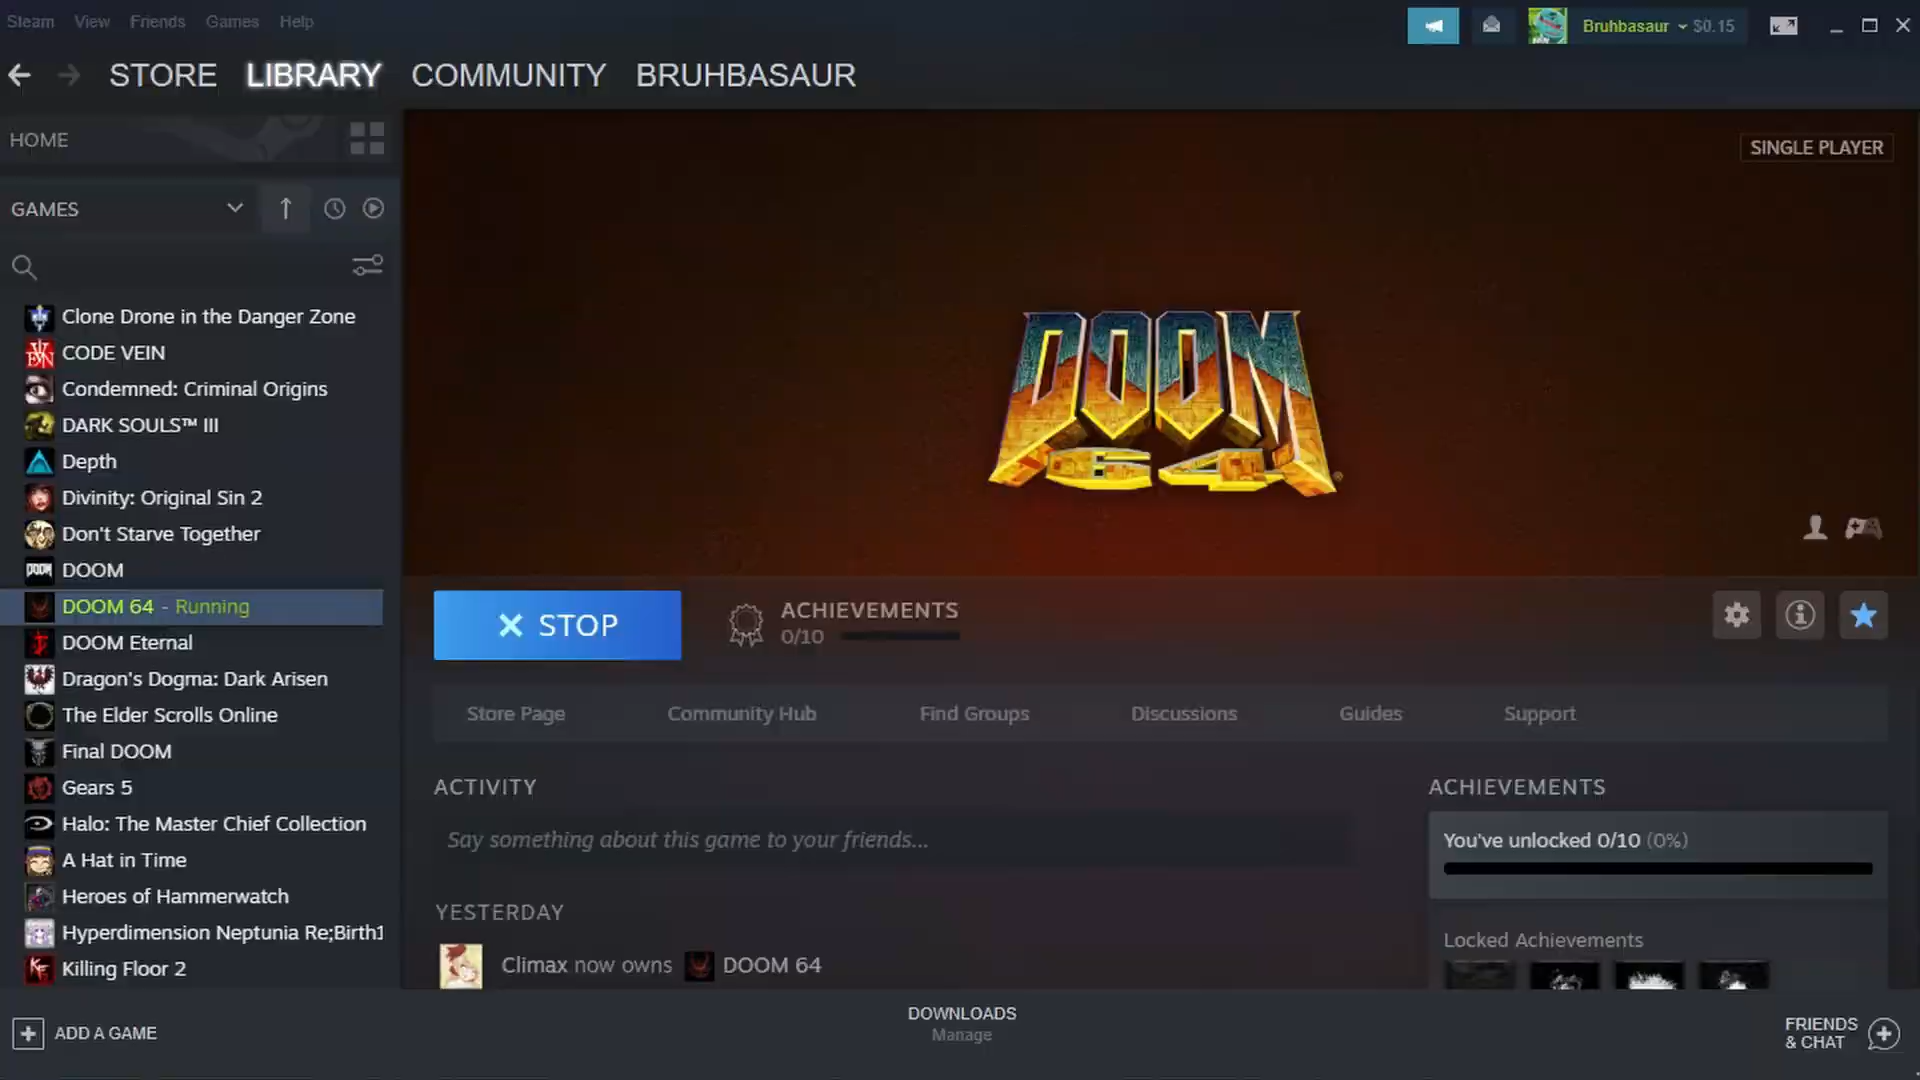 Steam View Friends Games Help
Bruhbasaur $0.15
STORE LIBRARY COMMUNITY BRUHBASAUR
HOME
SINGLE PLAYER
GAMES
Clone Drone in the Danger Zone
CODE VEIN
Condemned: Criminal Origins
DARK SOULS™ III
Depth
Divinity: Original Sin 2
Don't Starve Together
DOOM
DOOM 64 - Running
DOOM Eternal
Dragon's Dogma: Dark Arisen
The Elder Scrolls Online
Final DOOM
Gears 5
Halo: The Master Chief Collection
A Hat in Time
Heroes of Hammerwatch
Hyperdimension Neptunia Re;Birth1
Killing Floor 2
DOOM
64
STOP
ACHIEVEMENTS
0/10
Store Page Community Hub Find Groups Discussions Guides Support
ACTIVITY
Say something about this game to your friends...
YESTERDAY
Climax now owns DOOM 64
ACHIEVEMENTS
You've unlocked 0/10 (0%)
Locked Achievements
ADD A GAME
DOWNLOADS
Manage
FRIENDS
& CHAT